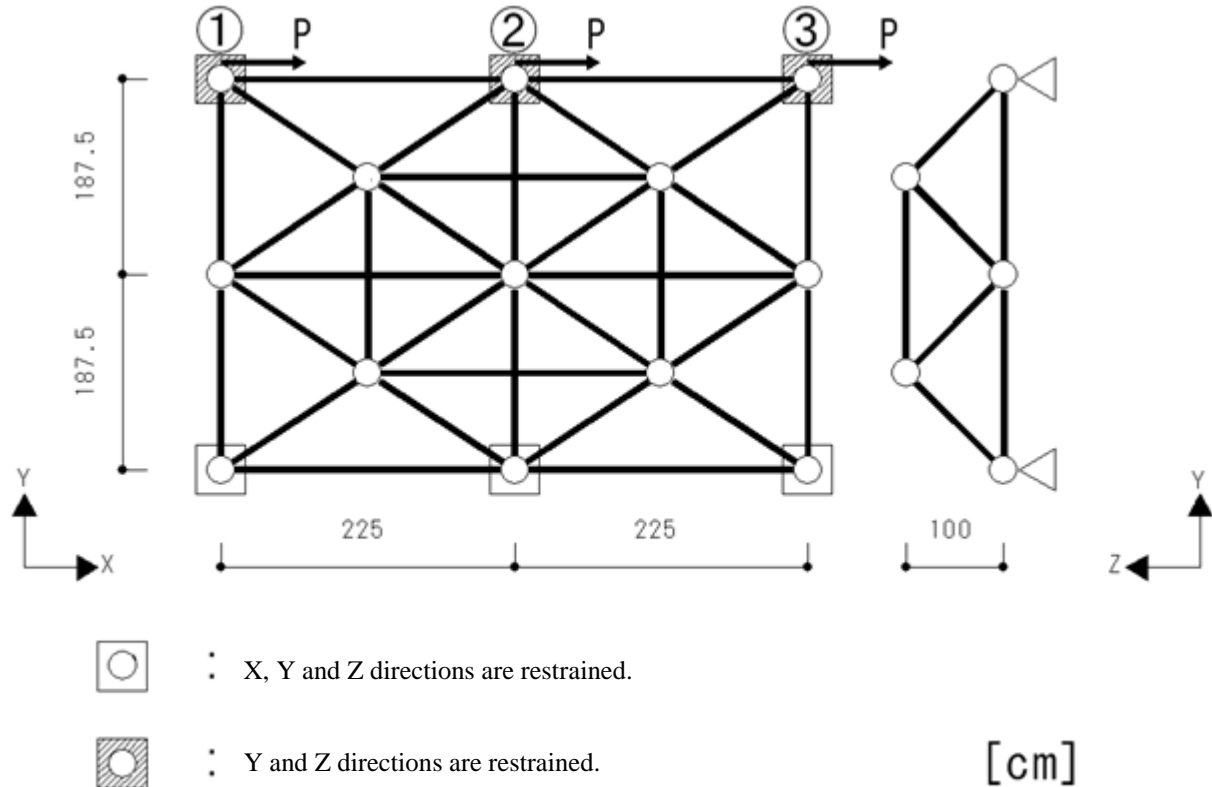 ① ② ③
P P P
187.5
187.5
225 225 100
Y
X
Y
Z
: X, Y and Z directions are restrained.
: Y and Z directions are restrained.
[cm]